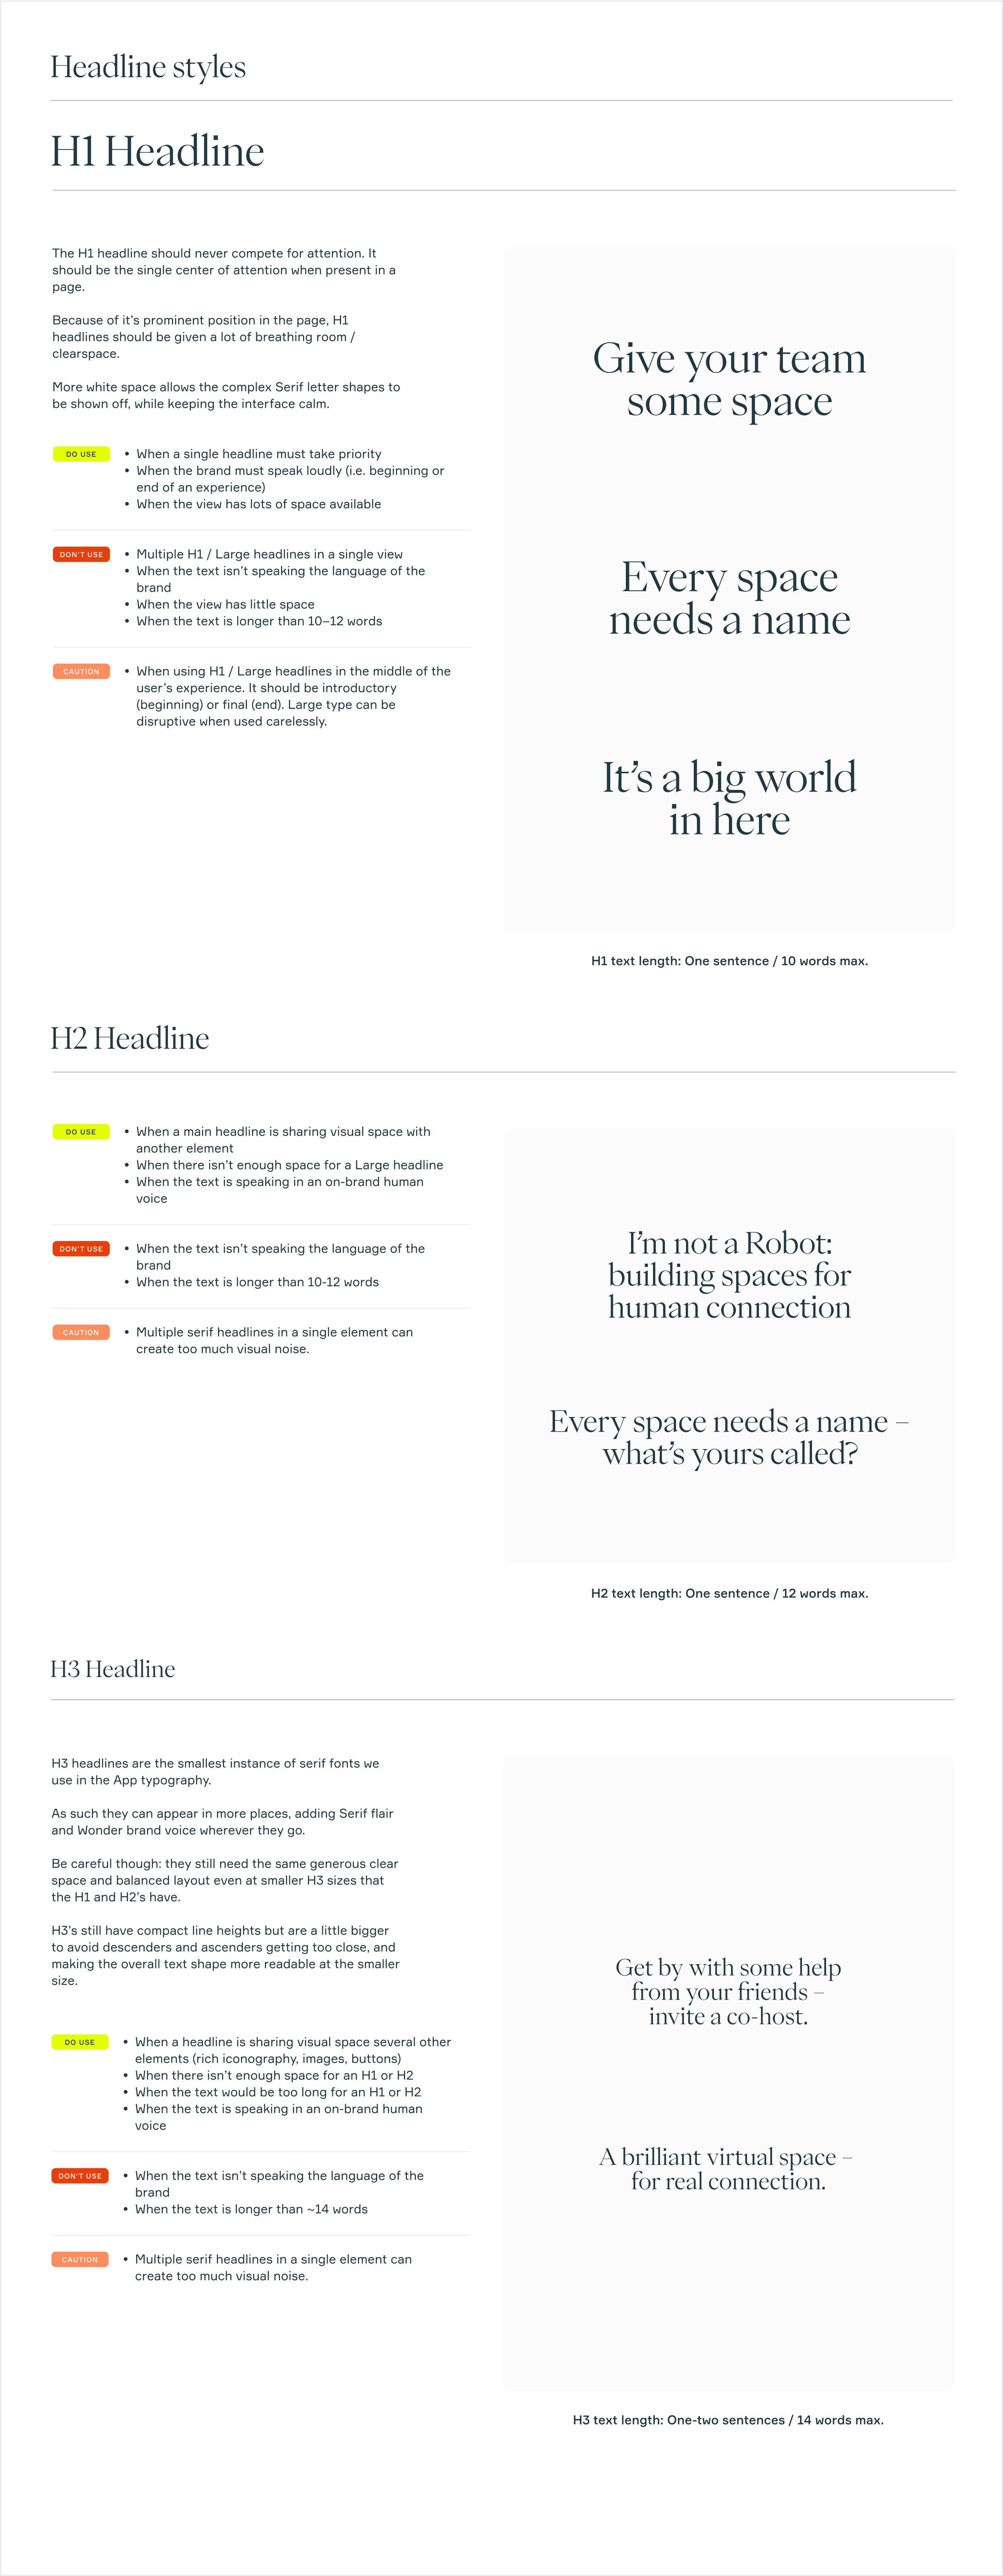 Headline styles
H1 Headline
The H1 headline should never compete for attention. It
should be the single center of attention when present in a
page.
Because of it’s prominent position in the page, H1
headlines should be given a lot of breathing room /
clearspace.
More white space allows the complex Serif letter shapes to
be shown off, while keeping the interface calm.
DO USE
• When a single headline must take priority
• When the brand must speak loudly (i.e. beginning or
end of an experience)
• When the view has lots of space available
DON'T USE
• Multiple H1 / Large headlines in a single view
• When the text isn’t speaking the language of the
brand
• When the view has little space
• When the text is longer than 10–12 words
CAUTION
• When using H1 / Large headlines in the middle of the
user’s experience. It should be introductory
(beginning) or final (end). Large type can be
disruptive when used carelessly.
Give your team
some space
Every space
needs a name
It’s a big world
in here
H1 text length: One sentence / 10 words max.
H2 Headline
DO USE
• When a main headline is sharing visual space with
another element
• When there isn’t enough space for a Large headline
• When the text is speaking in an on-brand human
voice
DON'T USE
• When the text isn’t speaking the language of the
brand
• When the text is longer than 10-12 words
CAUTION
• Multiple serif headlines in a single element can
create too much visual noise.
I’m not a Robot:
building spaces for
human connection
Every space needs a name –
what’s yours called?
H2 text length: One sentence / 12 words max.
H3 Headline
H3 headlines are the smallest instance of serif fonts we
use in the App typography.
As such they can appear in more places, adding Serif flair
and Wonder brand voice wherever they go.
Be careful though: they still need the same generous clear
space and balanced layout even at smaller H3 sizes that
the H1 and H2’s have.
H3’s still have compact line heights but are a little bigger
to avoid descenders and ascenders getting too close, and
making the overall text shape more readable at the smaller
size.
DO USE
• When a headline is sharing visual space several other
elements (rich iconography, images, buttons)
• When there isn’t enough space for an H1 or H2
• When the text would be too long for an H1 or H2
• When the text is speaking in an on-brand human
voice
DON'T USE
• When the text isn’t speaking the language of the
brand
• When the text is longer than ~14 words
CAUTION
• Multiple serif headlines in a single element can
create too much visual noise.
Get by with some help
from your friends –
invite a co-host.
A brilliant virtual space –
for real connection.
H3 text length: One-two sentences / 14 words max.